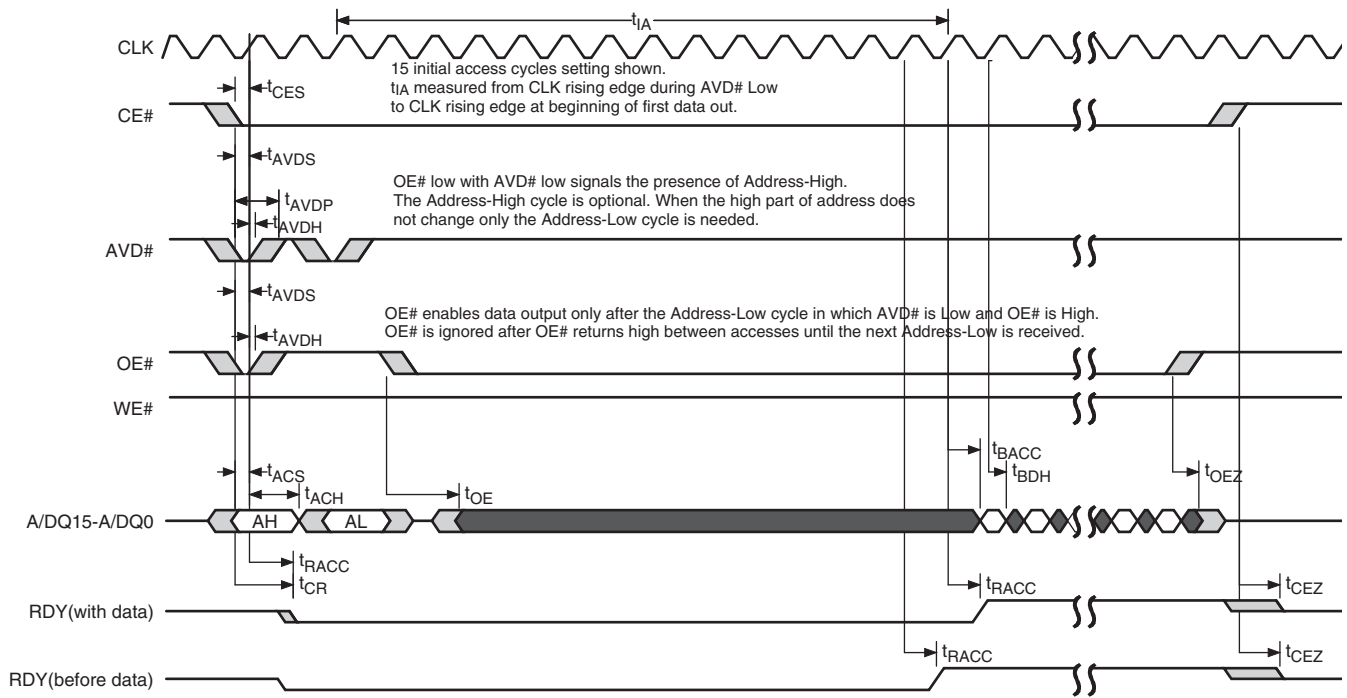 tIA
CLK
15 initial access cycles setting shown.
tIA measured from CLK rising edge during AVD# Low
to CLK rising edge at beginning of first data out.
tCES
CE#
tAVDS
OE# low with AVD# low signals the presence of Address-High.
The Address-High cycle is optional. When the high part of address does
not change only the Address-Low cycle is needed.
tAVDP
tAVDH
AVD#
tAVDS
OE# enables data output only after the Address-Low cycle in which AVD# is Low and OE# is High.
OE# is ignored after OE# returns high between accesses until the next Address-Low is received.
tAVDH
OE#
WE#
tBACC
tACS
tBDH
tOEZ
tACH
tOE
A/DQ15-A/DQ0
AH
AL
tRACC
tCR
tRACC
tCEZ
RDY(with data)
tRACC
tCEZ
RDY(before data)